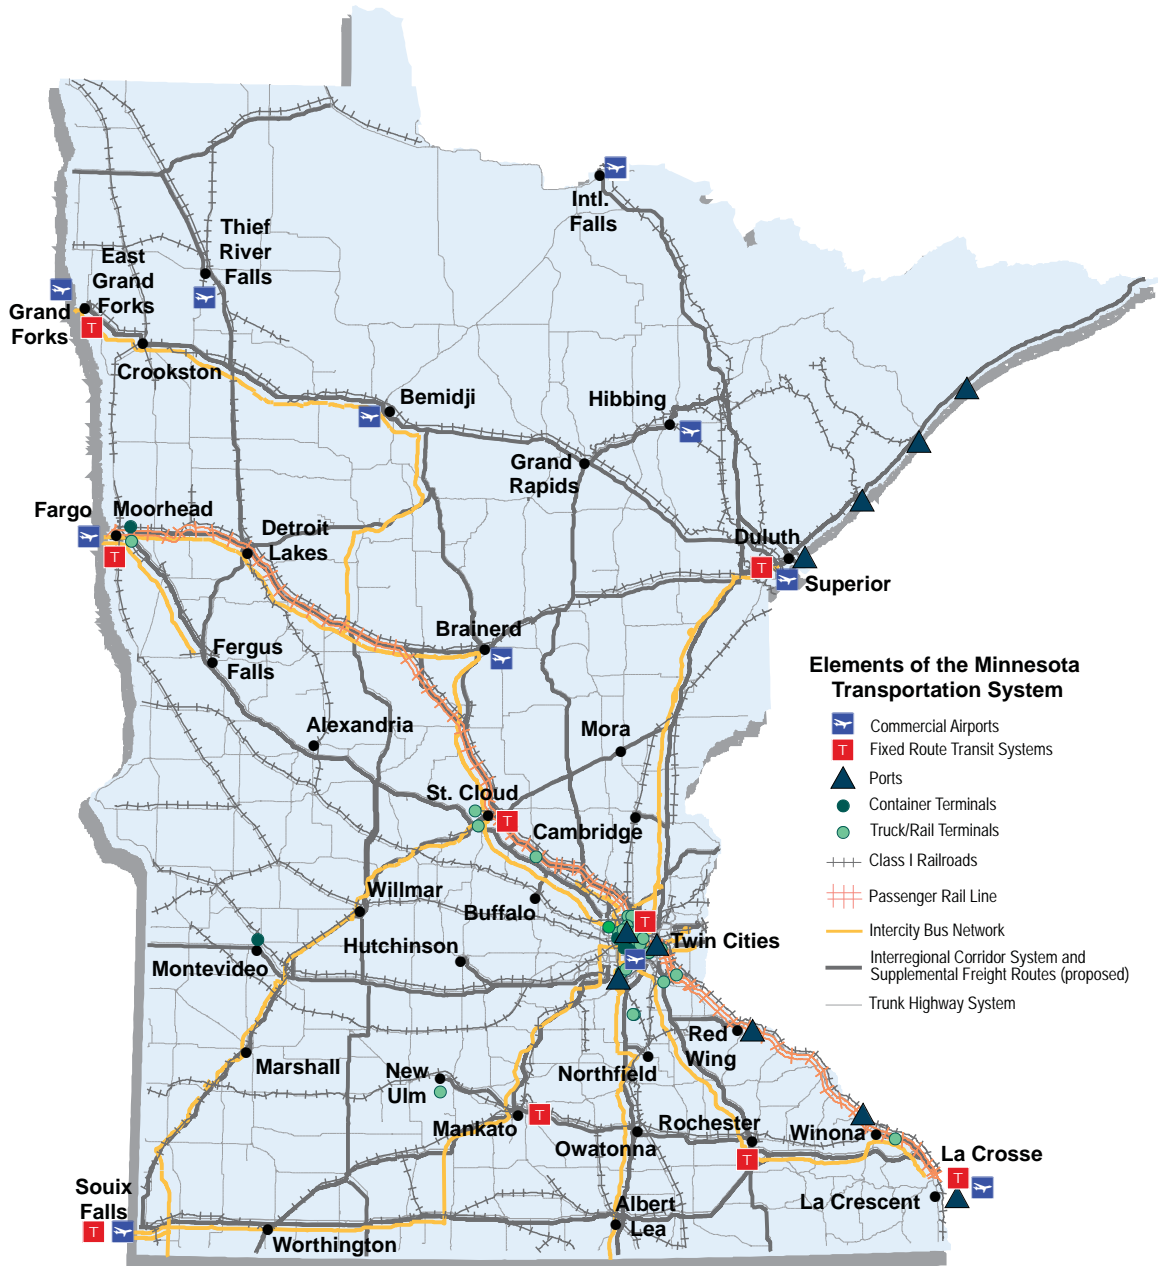 Intl.
Falls
Thief
River
Falls
East
Grand
Forks
Grand
Forks
T
Crookston
Bemidji
Hibbing
Grand
Rapids
Fargo
Moorhead
T
Detroit
Lakes
Duluth
T
Superior
Brainerd
Fergus
Falls
Alexandria
Mora
St. Cloud
T
Cambridge
Willmar
Buffalo
T
Twin Cities
Hutchinson
Montevideo
Red
Wing
Marshall
New
Ulm
Northfield
Mankato
T
Owatonna
Rochester
T
Winona
La Crosse
T
La Crescent
Souix
Falls
T
Albert
Lea
Worthington
Elements of the Minnesota
Transportation System
Commercial Airports
T
Fixed Route Transit Systems
Ports
Container Terminals
Truck/Rail Terminals
Class I Railroads
Passenger Rail Line
Intercity Bus Network
Interregional Corridor System and
Supplemental Freight Routes (proposed)
Trunk Highway System